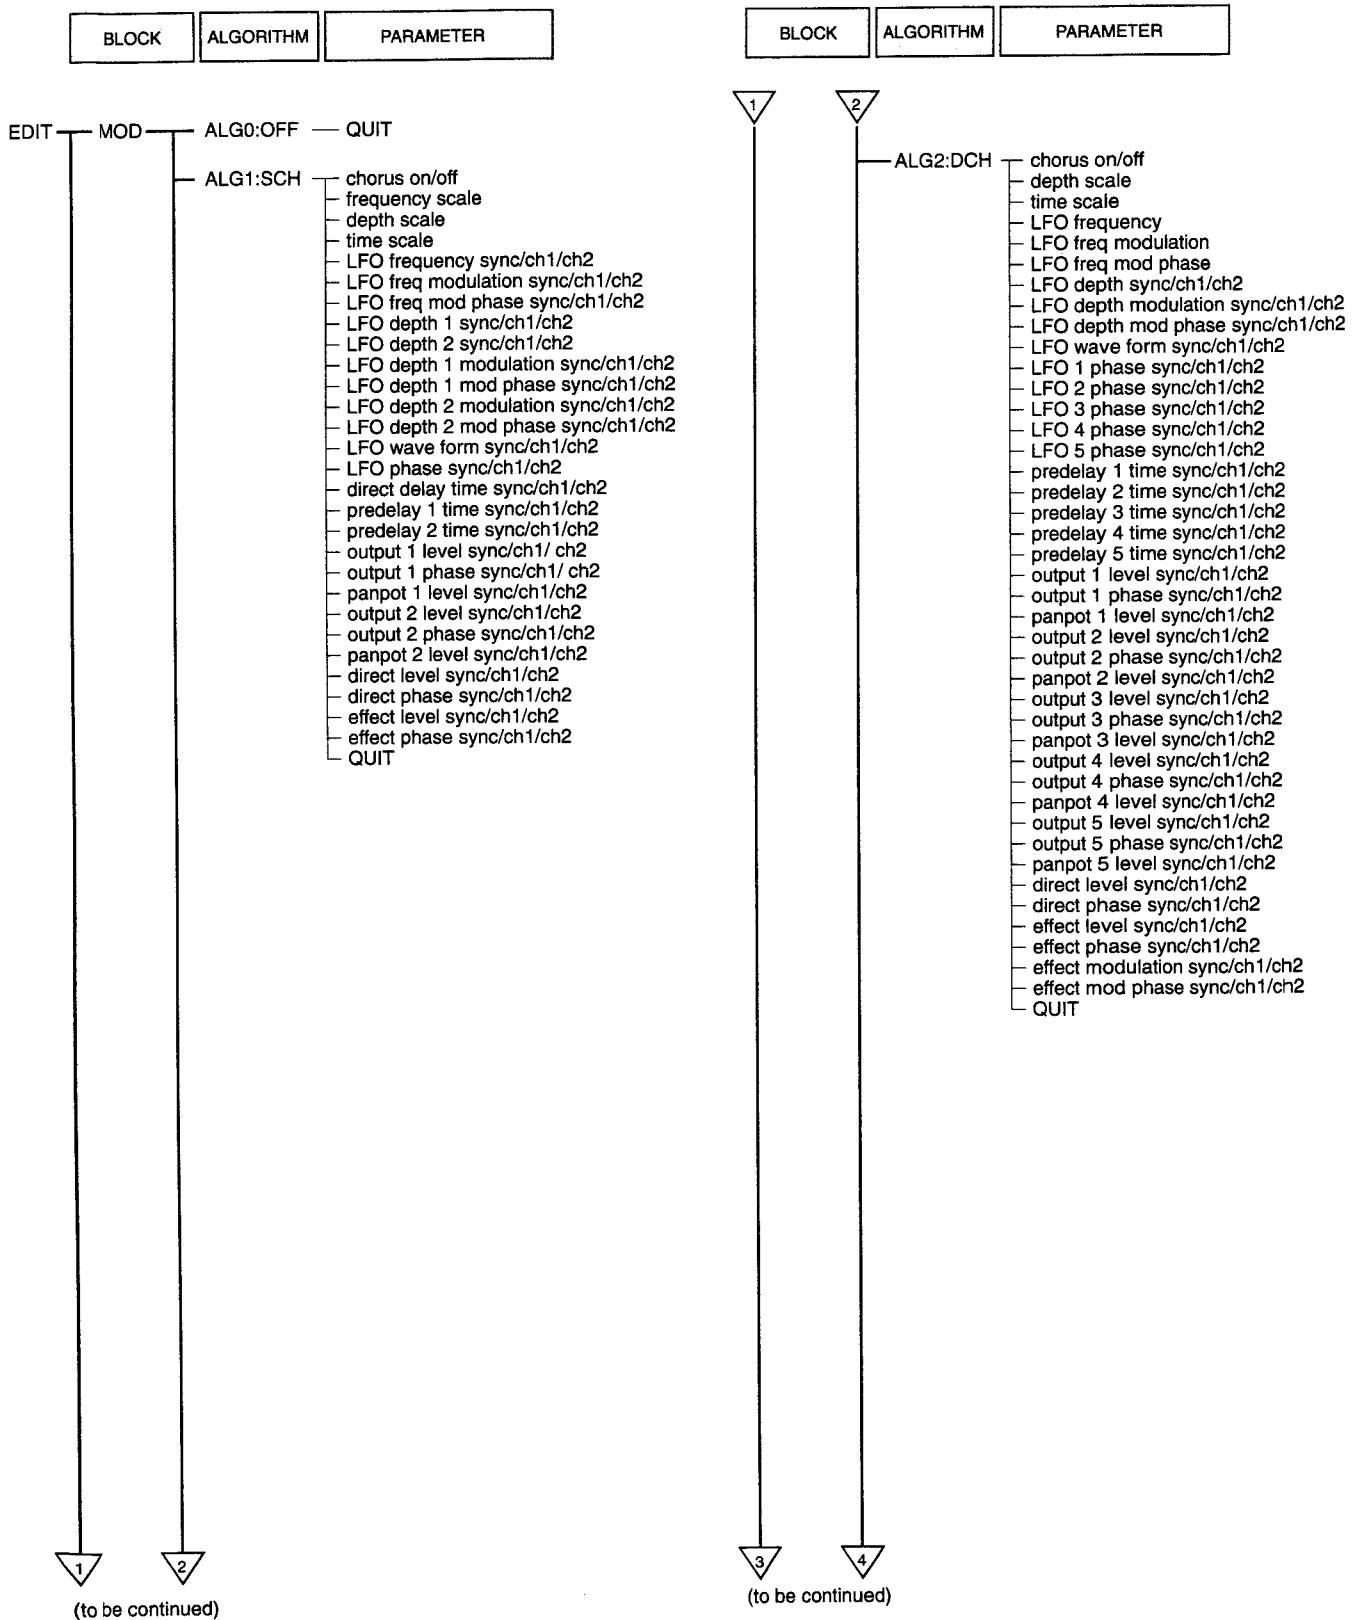 BLOCK ALGORITHM PARAMETER
EDIT MOD ALG0:OFF QUIT
ALG1:SCH chorus on/off
frequency scale
depth scale
time scale
LFO frequency sync/ch1/ch2
LFO freq modulation sync/ch1/ch2
LFO freq mod phase sync/ch1/ch2
LFO depth 1 sync/ch1/ch2
LFO depth 2 sync/ch1/ch2
LFO depth 1 modulation sync/ch1/ch2
LFO depth 1 mod phase sync/ch1/ch2
LFO depth 2 modulation sync/ch1/ch2
LFO depth 2 mod phase sync/ch1/ch2
LFO wave form sync/ch1/ch2
LFO phase sync/ch1/ch2
direct delay time sync/ch1/ch2
predelay 1 time sync/ch1/ch2
predelay 2 time sync/ch1/ch2
output 1 level sync/ch1/ ch2
output 1 phase sync/ch1/ ch2
panpot 1 level sync/ch1/ch2
output 2 level sync/ch1/ch2
output 2 phase sync/ch1/ch2
panpot 2 level sync/ch1/ch2
direct level sync/ch1/ch2
direct phase sync/ch1/ch2
effect level sync/ch1/ch2
effect phase sync/ch1/ch2
QUIT
1 2
(to be continued)
BLOCK ALGORITHM PARAMETER
1 2
ALG2:DCH chorus on/off
depth scale
time scale
LFO frequency
LFO freq modulation
LFO freq mod phase
LFO depth sync/ch1/ch2
LFO depth modulation sync/ch1/ch2
LFO depth mod phase sync/ch1/ch2
LFO wave form sync/ch1/ch2
LFO 1 phase sync/ch1/ch2
LFO 2 phase sync/ch1/ch2
LFO 3 phase sync/ch1/ch2
LFO 4 phase sync/ch1/ch2
LFO 5 phase sync/ch1/ch2
predelay 1 time sync/ch1/ch2
predelay 2 time sync/ch1/ch2
predelay 3 time sync/ch1/ch2
predelay 4 time sync/ch1/ch2
predelay 5 time sync/ch1/ch2
output 1 level sync/ch1/ch2
output 1 phase sync/ch1/ch2
panpot 1 level sync/ch1/ch2
output 2 level sync/ch1/ch2
output 2 phase sync/ch1/ch2
panpot 2 level sync/ch1/ch2
output 3 level sync/ch1/ch2
output 3 phase sync/ch1/ch2
panpot 3 level sync/ch1/ch2
output 4 level sync/ch1/ch2
output 4 phase sync/ch1/ch2
panpot 4 level sync/ch1/ch2
output 5 level sync/ch1/ch2
output 5 phase sync/ch1/ch2
panpot 5 level sync/ch1/ch2
direct level sync/ch1/ch2
direct phase sync/ch1/ch2
effect level sync/ch1/ch2
effect phase sync/ch1/ch2
effect modulation sync/ch1/ch2
effect mod phase sync/ch1/ch2
QUIT
3 4
(to be continued)